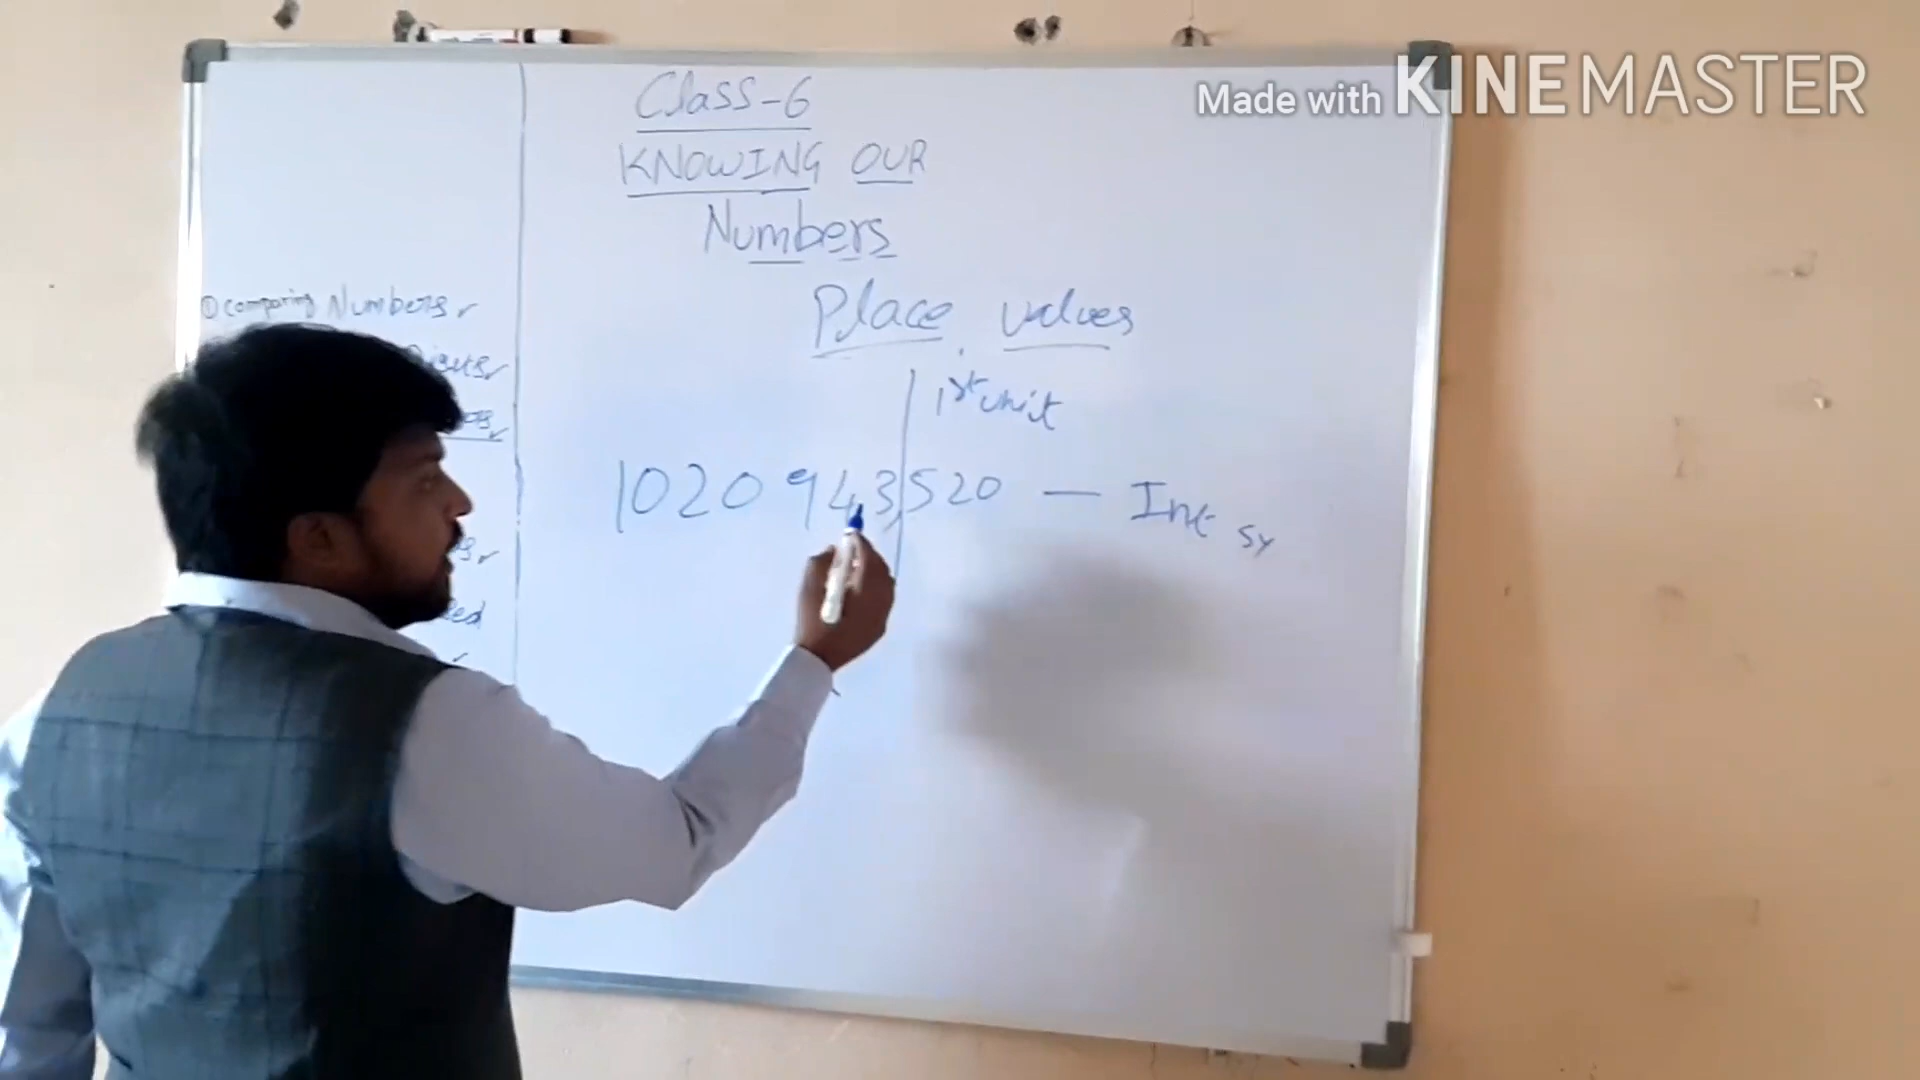 Made with KINEMASTER
Class-6
KNOWING OUR
Numbers
① comparing Numbers ✓
Place values
1st unit
1020 943,520 — Int sy